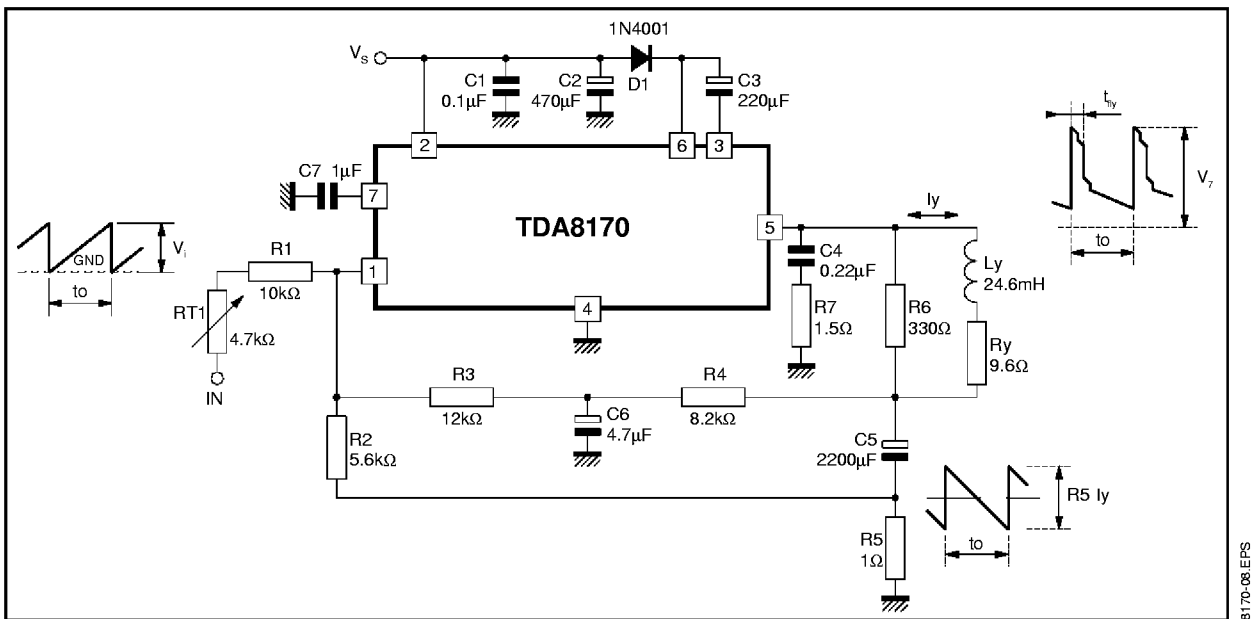 1N4001
Vs
C1
0.1µF
C2
470µF
D1
C3
220µF
tfly
2
6
3
V7
C7
1µF
7
TDA8170
5
Iy
to
Vi
GND
to
R1
10kΩ
1
C4
0.22µF
Ly
24.6mH
RT1
4.7kΩ
4
R7
1.5Ω
R6
330Ω
Ry
9.6Ω
IN
R3
12kΩ
R4
8.2kΩ
C6
4.7µF
R2
5.6kΩ
C5
2200µF
R5 Iy
to
R5
1Ω
8170-08.EPS